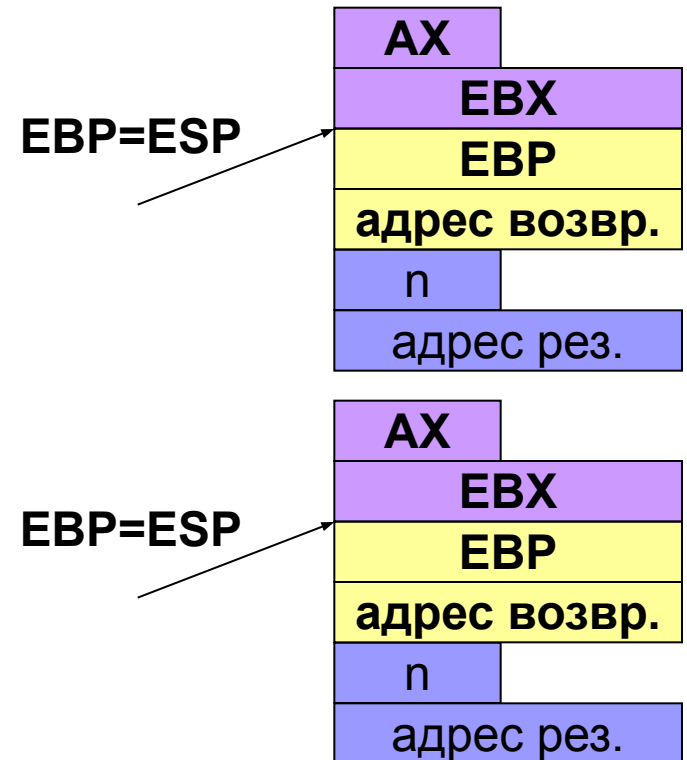 AX
EBX
EBP=ESP
EBP
адрес возвр.
n
адрес рез.
AX
EBX
EBP=ESP
EBP
адрес возвр.
n
адрес рез.